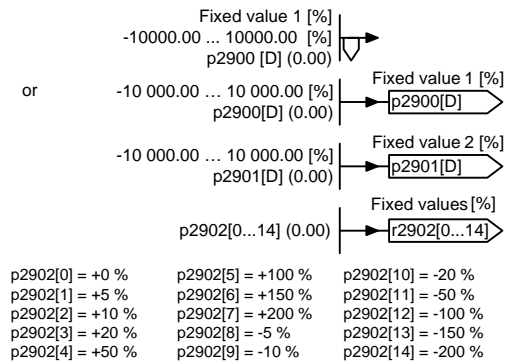 Fixed value 1 [%]
-10000.00 ... 10000.00 [%]
p2900 [D] (0.00)
or
-10 000.00 … 10 000.00 [%]
p2900[D] (0.00)
Fixed value 1 [%]
p2900[D]
-10 000.00 … 10 000.00 [%]
p2901[D] (0.00)
Fixed value 2 [%]
p2901[D]
p2902[0...14] (0.00)
Fixed values [%]
r2902[0...14]
p2902[0] = +0 % p2902[5] = +100 % p2902[10] = -20 %
p2902[1] = +5 % p2902[6] = +150 % p2902[11] = -50 %
p2902[2] = +10 % p2902[7] = +200 % p2902[12] = -100 %
p2902[3] = +20 % p2902[8] = -5 % p2902[13] = -150 %
p2902[4] = +50 % p2902[9] = -10 % p2902[14] = -200 %